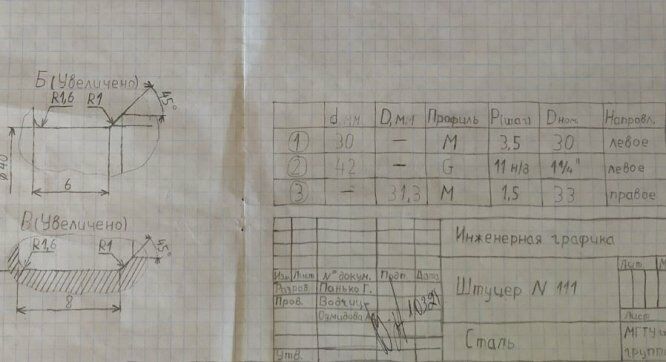 Б (Увеличено)
R1,6 R1 45°
⌀40
6
В (Увеличено)
R1,6 R1 45°
8
d, мм D, мм Профиль P(шаг) Dном. Направл.
1 30 — М 3,5 30 левое
2 42 — G 11 н/д 1¼" левое
3 — 31,3 М 1,5 33 правое
Инженерная графика
Изм. Лист N° докум. Подп. Дата
Разраб. Панько Г.
Пров.
Штуцер N 111
Лит. М
Лист
Сталь
МГТУ
групп
Утв.